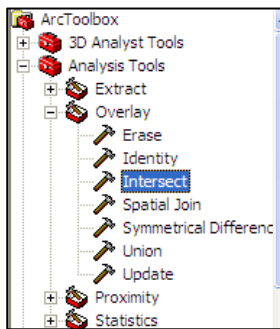 ArcToolbox
3D Analyst Tools
Analysis Tools
Extract
Overlay
Erase
Identity
Intersect
Spatial Join
Symmetrical Differenc
Union
Update
Proximity
Statistics